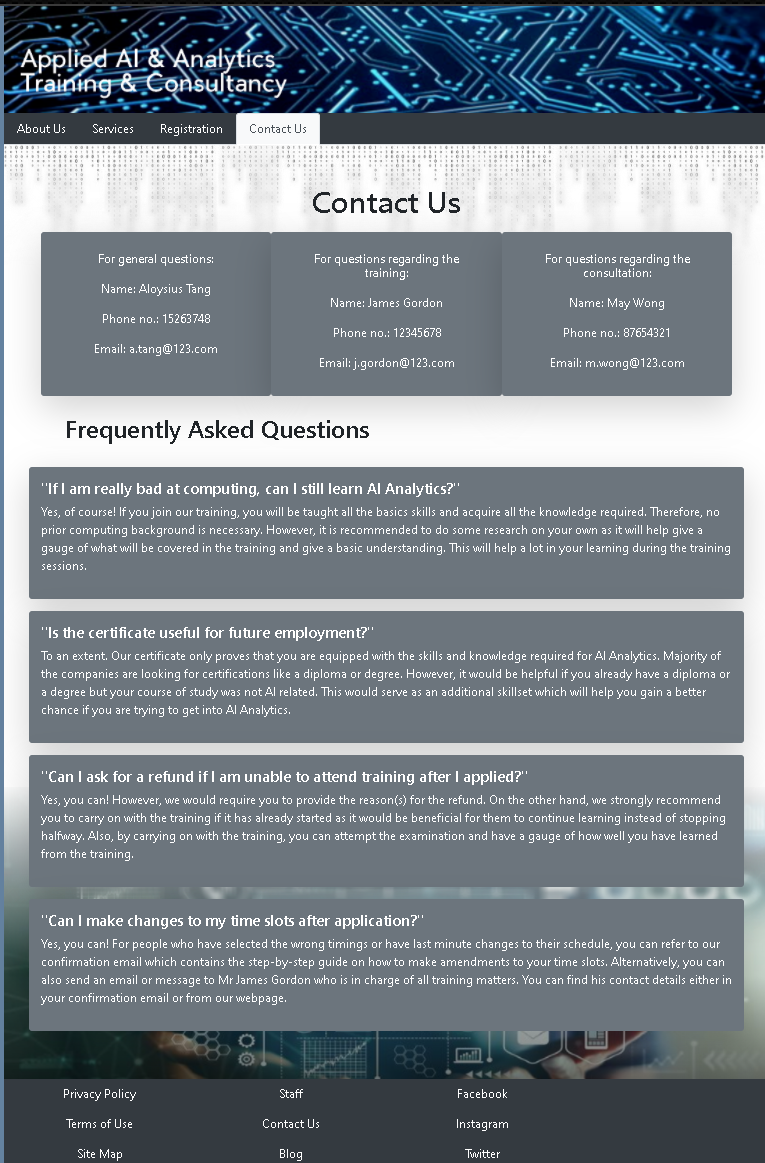 Applied AI & Analytics
Training & Consultancy
About Us Services Registration Contact Us
Contact Us
For general questions:
Name: Aloysius Tang
Phone no.: 15263748
Email: a.tang@123.com
For questions regarding the
training:
Name: James Gordon
Phone no.: 12345678
Email: j.gordon@123.com
For questions regarding the
consultation:
Name: May Wong
Phone no.: 87654321
Email: m.wong@123.com
Frequently Asked Questions
"If I am really bad at computing, can I still learn AI Analytics?"
Yes, of course! If you join our training, you will be taught all the basics skills and acquire all the knowledge required. Therefore, no
prior computing background is necessary. However, it is recommended to do some research on your own as it will help give a
gauge of what will be covered in the training and give a basic understanding. This will help a lot in your learning during the training
sessions.
"Is the certificate useful for future employment?"
To an extent. Our certificate only proves that you are equipped with the skills and knowledge required for AI Analytics. Majority of
the companies are looking for certifications like a diploma or degree. However, it would be helpful if you already have a diploma or
a degree but your course of study was not AI related. This would serve as an additional skillset which will help you gain a better
chance if you are trying to get into AI Analytics.
"Can I ask for a refund if I am unable to attend training after I applied?"
Yes, you can! However, we would require you to provide the reason(s) for the refund. On the other hand, we strongly recommend
you to carry on with the training if it has already started as it would be beneficial for them to continue learning instead of stopping
halfway. Also, by carrying on with the training, you can attempt the examination and have a gauge of how well you have learned
from the training.
"Can I make changes to my time slots after application?"
Yes, you can! For people who have selected the wrong timings or have last minute changes to their schedule, you can refer to our
confirmation email which contains the step-by-step guide on how to make amendments to your time slots. Alternatively, you can
also send an email or message to Mr James Gordon who is in charge of all training matters. You can find his contact details either in
your confirmation email or from our webpage.
Privacy Policy Staff Facebook
Terms of Use Contact Us Instagram
Site Map Blog Twitter